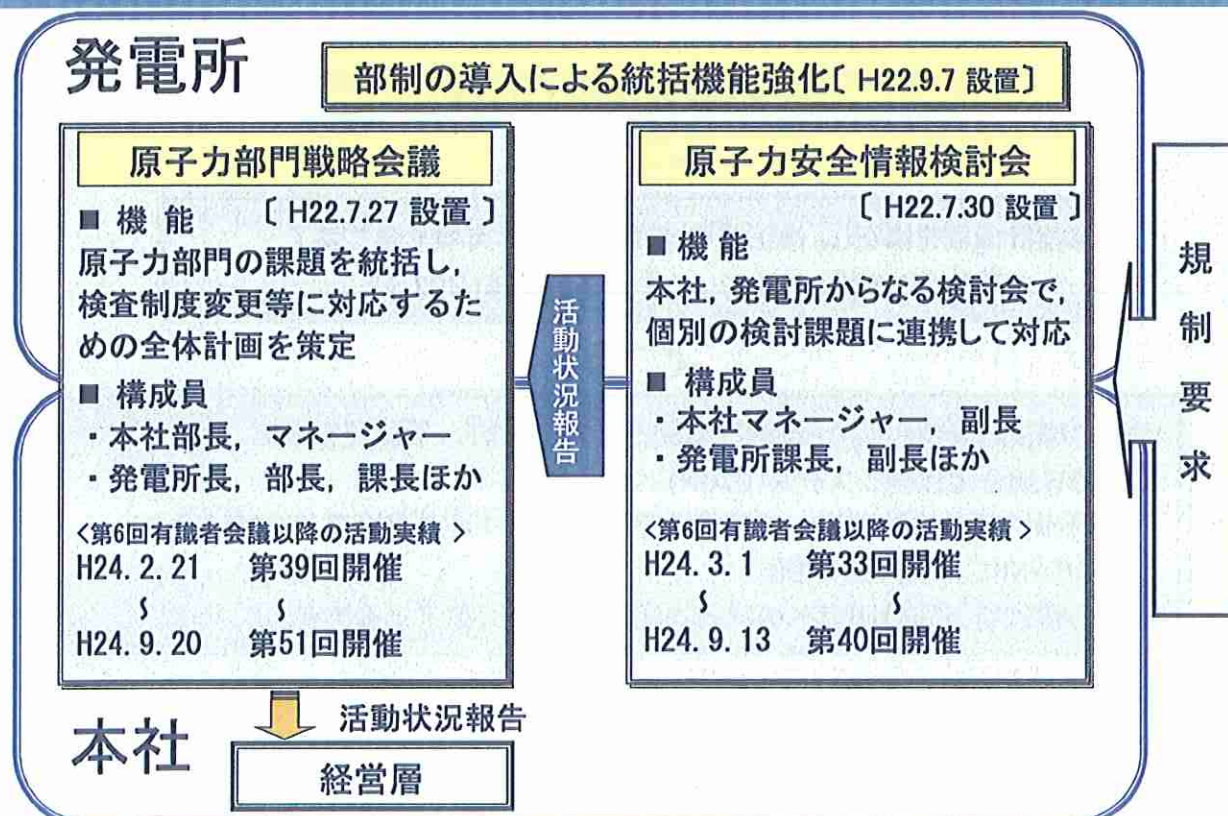 発電所
部制の導入による統括機能強化〔 H22.9.7 設置〕
原子力部門戦略会議
〔 H22.7.27 設置 〕
■ 機 能
原子力部門の課題を統括し，
検査制度変更等に対応するた
めの全体計画を策定
■ 構成員
・本社部長， マネージャー
・発電所長， 部長， 課長ほか
<第6回有識者会議以降の活動実績 >
H24. 2. 21 第39回開催
〜 〜
H24. 9. 20 第51回開催
活動状況報告
原子力安全情報検討会
〔 H22.7.30 設置 〕
■ 機 能
本社，発電所からなる検討会で，
個別の検討課題に連携して対応
■ 構成員
・本社マネージャー， 副長
・発電所課長， 副長ほか
<第6回有識者会議以降の活動実績 >
H24. 3. 1 第33回開催
〜 〜
H24. 9. 13 第40回開催
規制要求
活動状況報告
本社
経営層